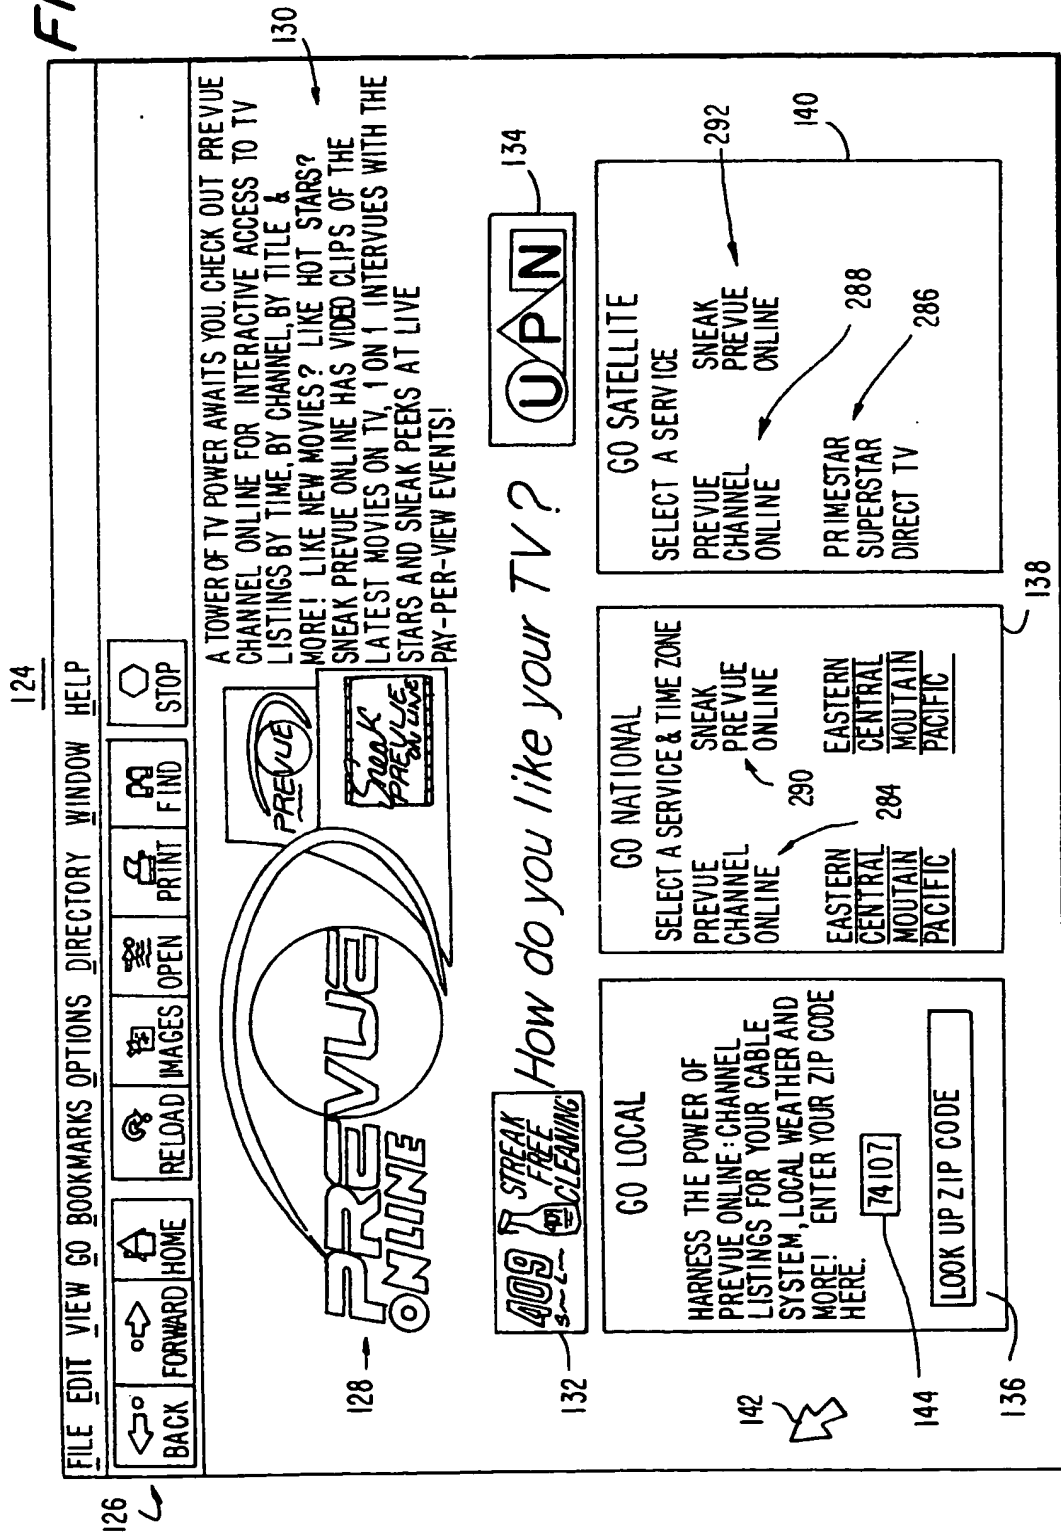 124
126
FILE EDIT VIEW GO BOOKMARKS OPTIONS DIRECTORY WINDOW HELP
BACK FORWARD HOME RELOAD IMAGES OPEN PRINT FIND STOP
128
PREVUE
ONLINE
PREVUE
Sneak
PREVUE
ON LINE
A TOWER OF TV POWER AWAITS YOU. CHECK OUT PREVUE
CHANNEL ONLINE FOR INTERACTIVE ACCESS TO TV
LISTINGS BY TIME, BY CHANNEL, BY TITLE &
MORE! LIKE NEW MOVIES? LIKE HOT STARS?
SNEAK PREVUE ONLINE HAS VIDEO CLIPS OF THE
LATEST MOVIES ON TV, 1 ON 1 INTERVUES WITH THE
STARS AND SNEAK PEEKS AT LIVE
PAY-PER-VIEW EVENTS!
130
132
409
STREAK
FREE
CLEANING
409
How do you like your TV?
UPN
134
GO LOCAL
HARNESS THE POWER OF
PREVUE ONLINE: CHANNEL
LISTINGS FOR YOUR CABLE
SYSTEM, LOCAL WEATHER AND
MORE! ENTER YOUR ZIP CODE
HERE.
74107
LOOK UP ZIP CODE
142
144
136
GO NATIONAL
SELECT A SERVICE & TIME ZONE
PREVUE
CHANNEL
ONLINE
SNEAK
PREVUE
ONLINE
290
284
EASTERN
CENTRAL
MOUTAIN
PACIFIC
EASTERN
CENTRAL
MOUTAIN
PACIFIC
138
GO SATELLITE
SELECT A SERVICE
PREVUE
CHANNEL
ONLINE
SNEAK
PREVUE
ONLINE
292
288
PRIMESTAR
SUPERSTAR
DIRECT TV
286
140